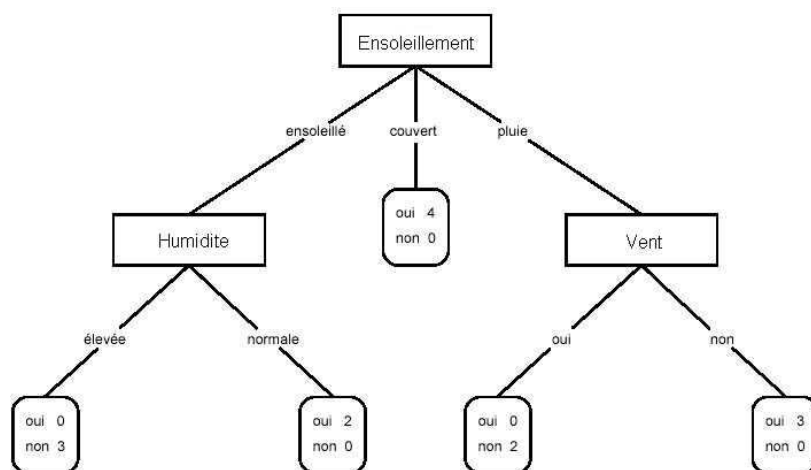 Ensoleillement
ensoleillé couvert pluie
oui 4
non 0
Humidite Vent
élevée normale oui non
oui 0 oui 2 oui 0 oui 3
non 3 non 0 non 2 non 0